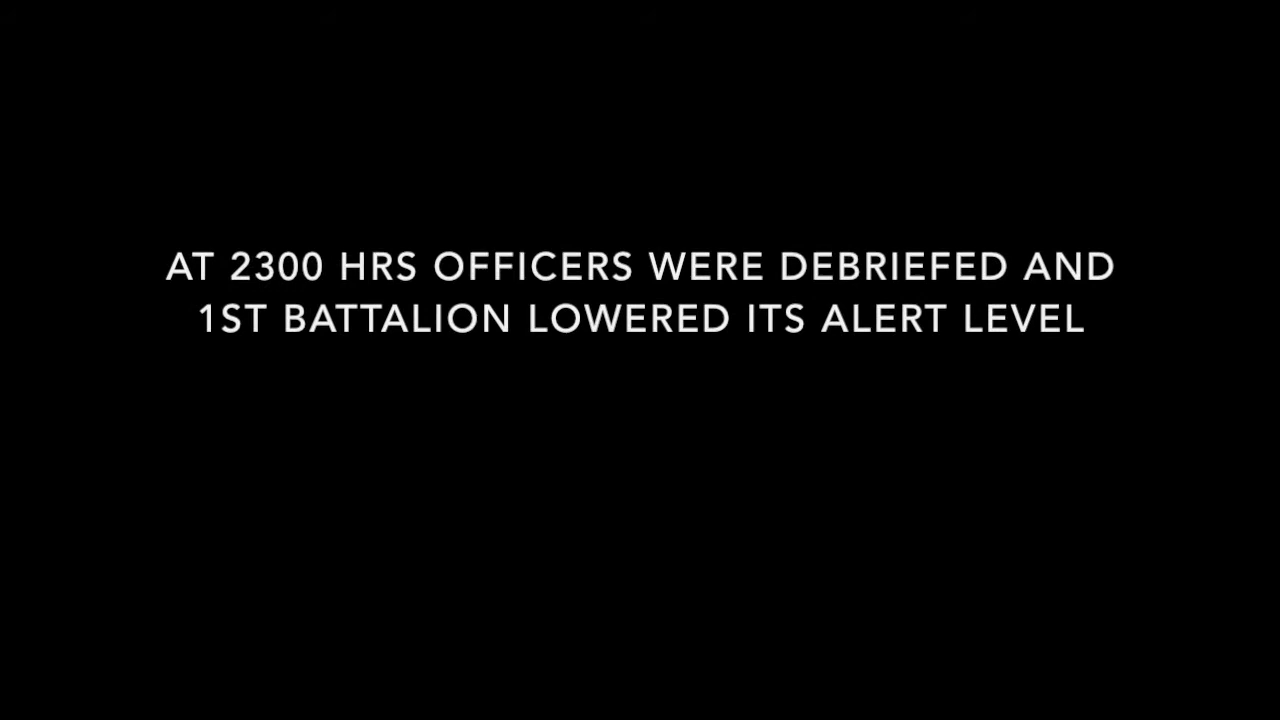 AT 2300 HRS OFFICERS WERE DEBRIEFED AND
1ST BATTALION LOWERED ITS ALERT LEVEL